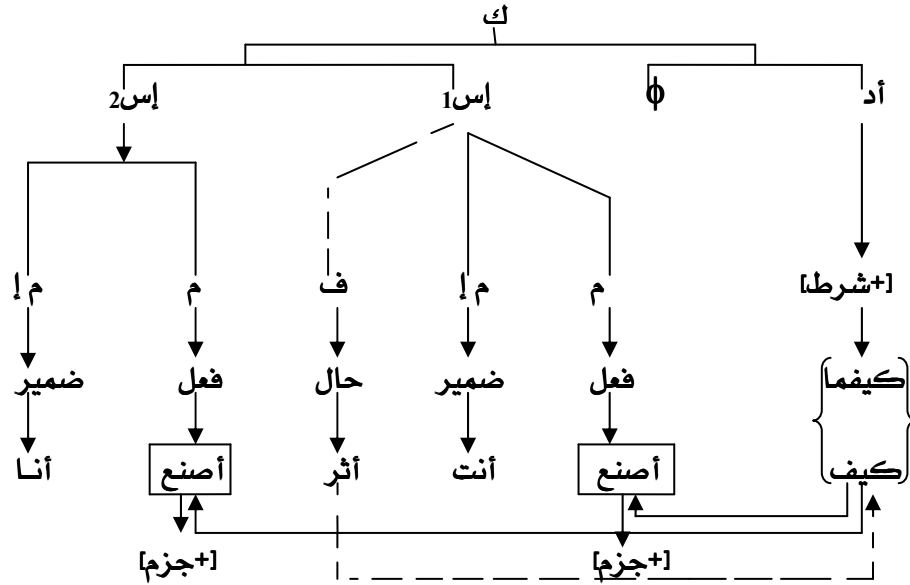 ك
أد φ إس1 إس2
[+شرط] م م إ ف م م إ
كيفما فعل ضمير حال فعل ضمير
كيف أصنع أنت أثر أصنع أنا
[+جزم] [+جزم]